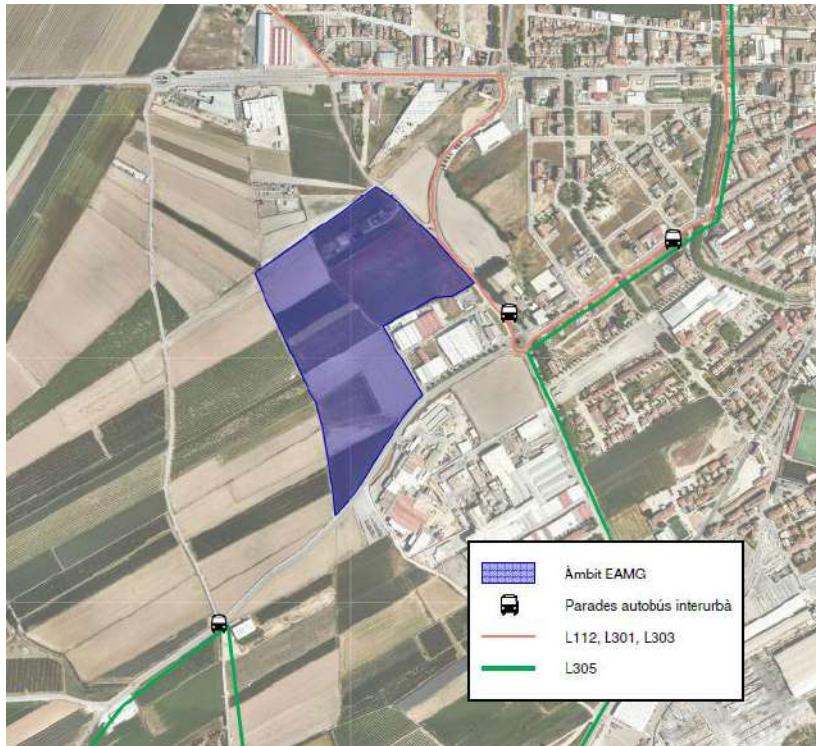 Àmbit EAMG
Parades autobús interurbà
L112, L301, L303
L305